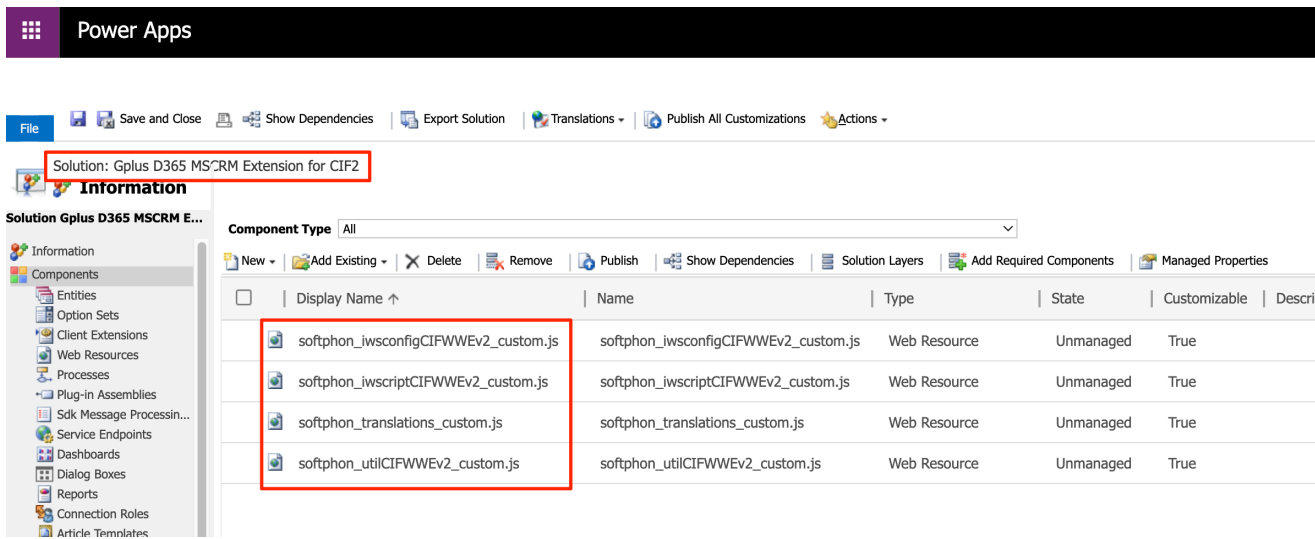 Power Apps
File Save and Close Show Dependencies Export Solution Translations Publish All Customizations Actions
Solution: Gplus D365 MSCRM Extension for CIF2
Information
Solution Gplus D365 MSCRM E...
Component Type All
Information
New Add Existing Delete Remove Publish Show Dependencies Solution Layers Add Required Components Managed Properties
Components
Entities
Display Name Name Type State Customizable Descri
Option Sets
Client Extensions
softphon_iwsconfigCIFWWEv2_custom.js softphon_iwsconfigCIFWWEv2_custom.js Web Resource Unmanaged True
Web Resources
Processes
softphon_iwscriptCIFWWEv2_custom.js softphon_iwscriptCIFWWEv2_custom.js Web Resource Unmanaged True
Plug-in Assemblies
Sdk Message Processin...
softphon_translations_custom.js softphon_translations_custom.js Web Resource Unmanaged True
Service Endpoints
Dashboards
softphon_utilCIFWWEv2_custom.js softphon_utilCIFWWEv2_custom.js Web Resource Unmanaged True
Dialog Boxes
Reports
Connection Roles
Article Templates